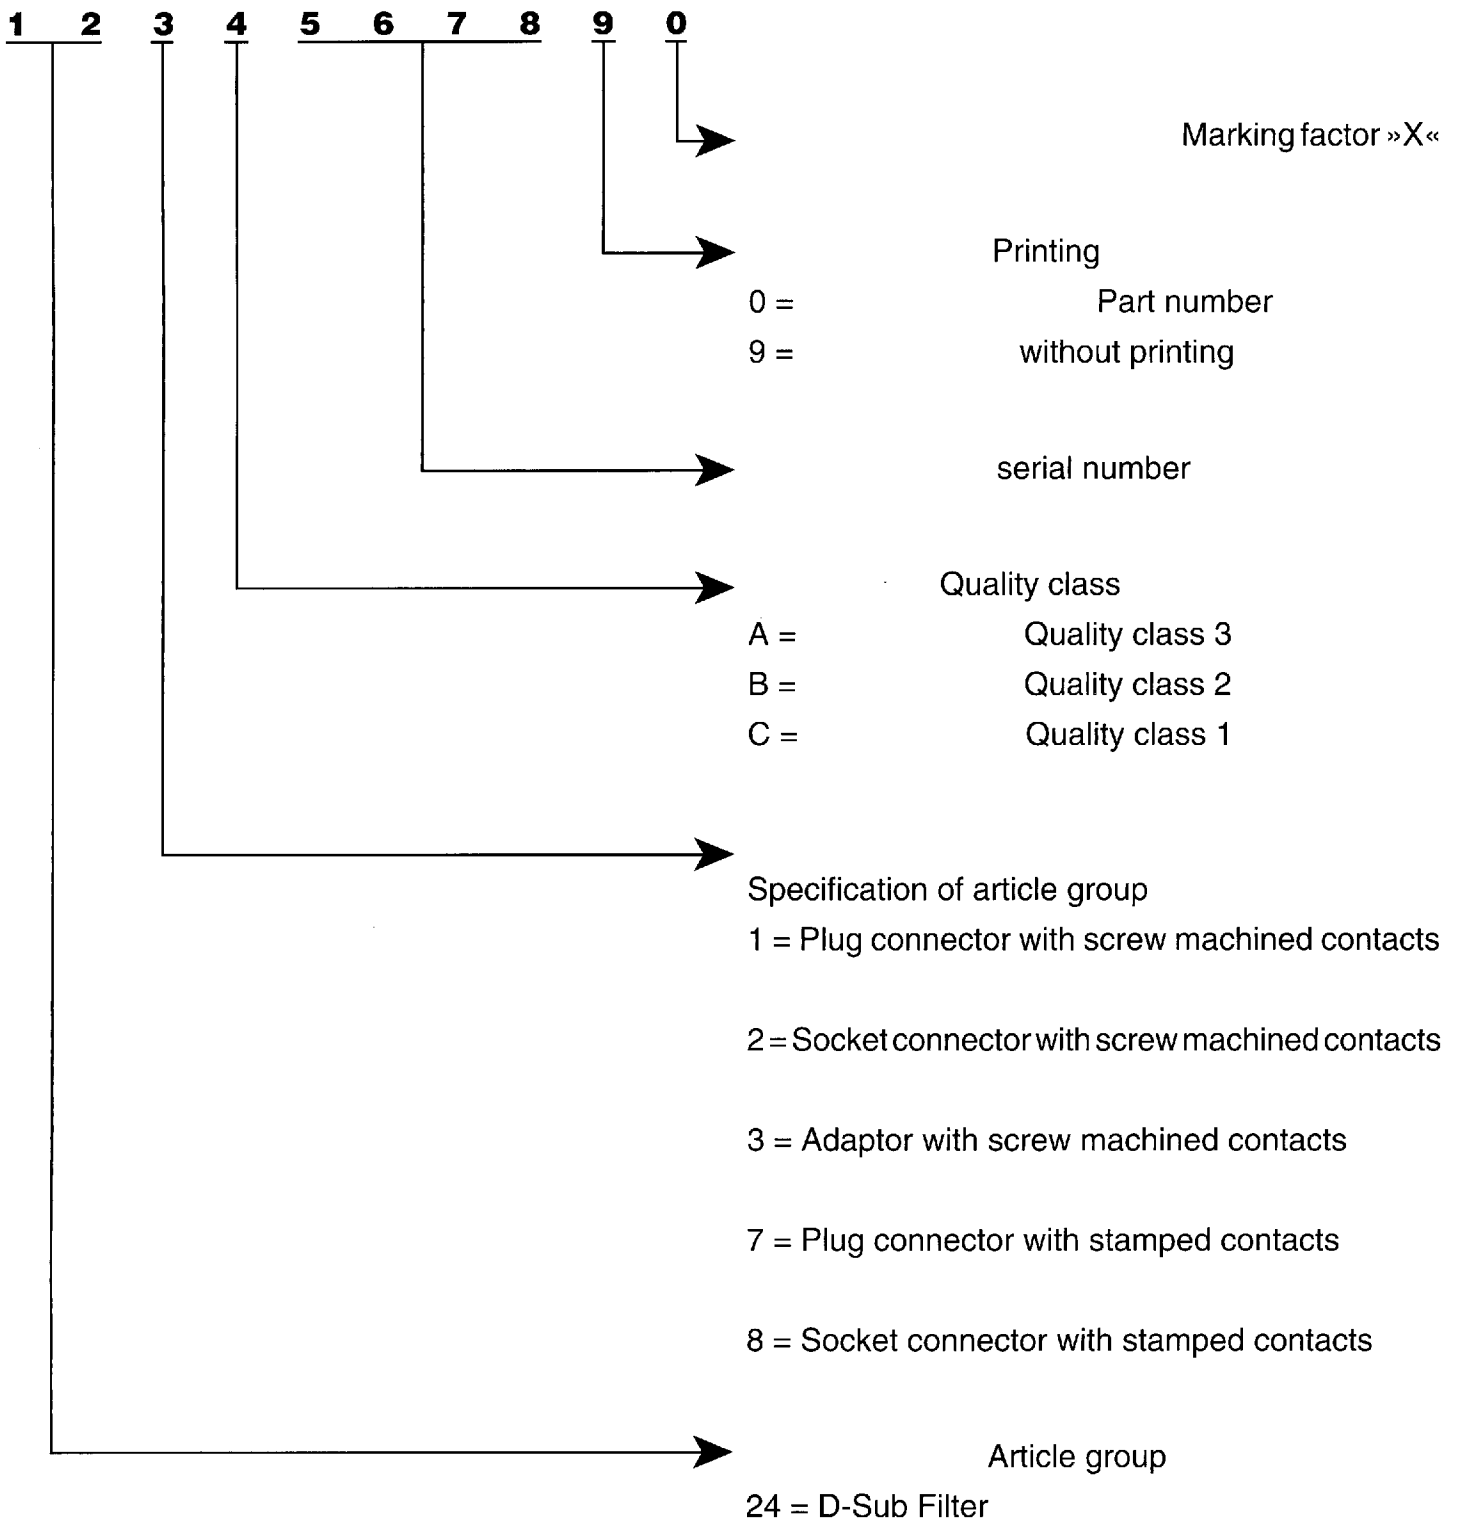 1 2 3 4 5 6 7 8 9 0
Marking factor »X«
Printing
0 = Part number
9 = without printing
serial number
Quality class
A = Quality class 3
B = Quality class 2
C = Quality class 1
Specification of article group
1 = Plug connector with screw machined contacts
2 = Socket connector with screw machined contacts
3 = Adaptor with screw machined contacts
7 = Plug connector with stamped contacts
8 = Socket connector with stamped contacts
Article group
24 = D-Sub Filter